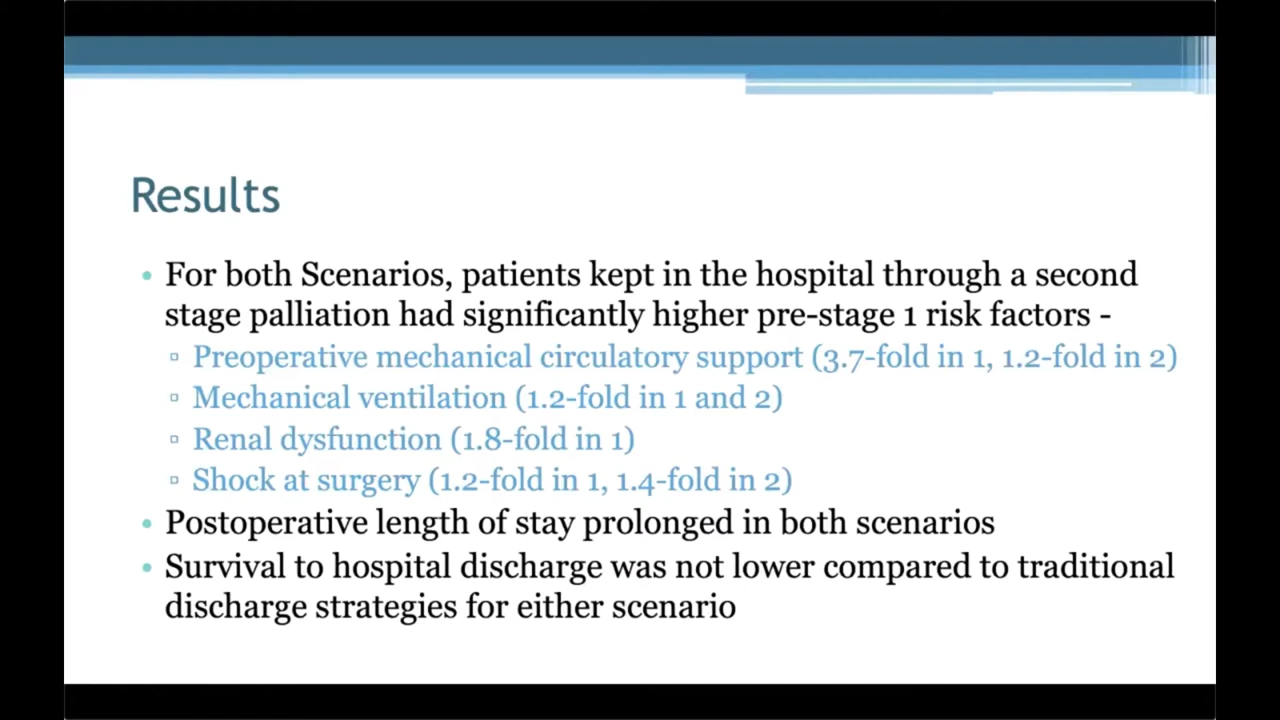 Results
• For both Scenarios, patients kept in the hospital through a second
stage palliation had significantly higher pre-stage 1 risk factors -
▫ Preoperative mechanical circulatory support (3.7-fold in 1, 1.2-fold in 2)
▫ Mechanical ventilation (1.2-fold in 1 and 2)
▫ Renal dysfunction (1.8-fold in 1)
▫ Shock at surgery (1.2-fold in 1, 1.4-fold in 2)
• Postoperative length of stay prolonged in both scenarios
• Survival to hospital discharge was not lower compared to traditional
discharge strategies for either scenario